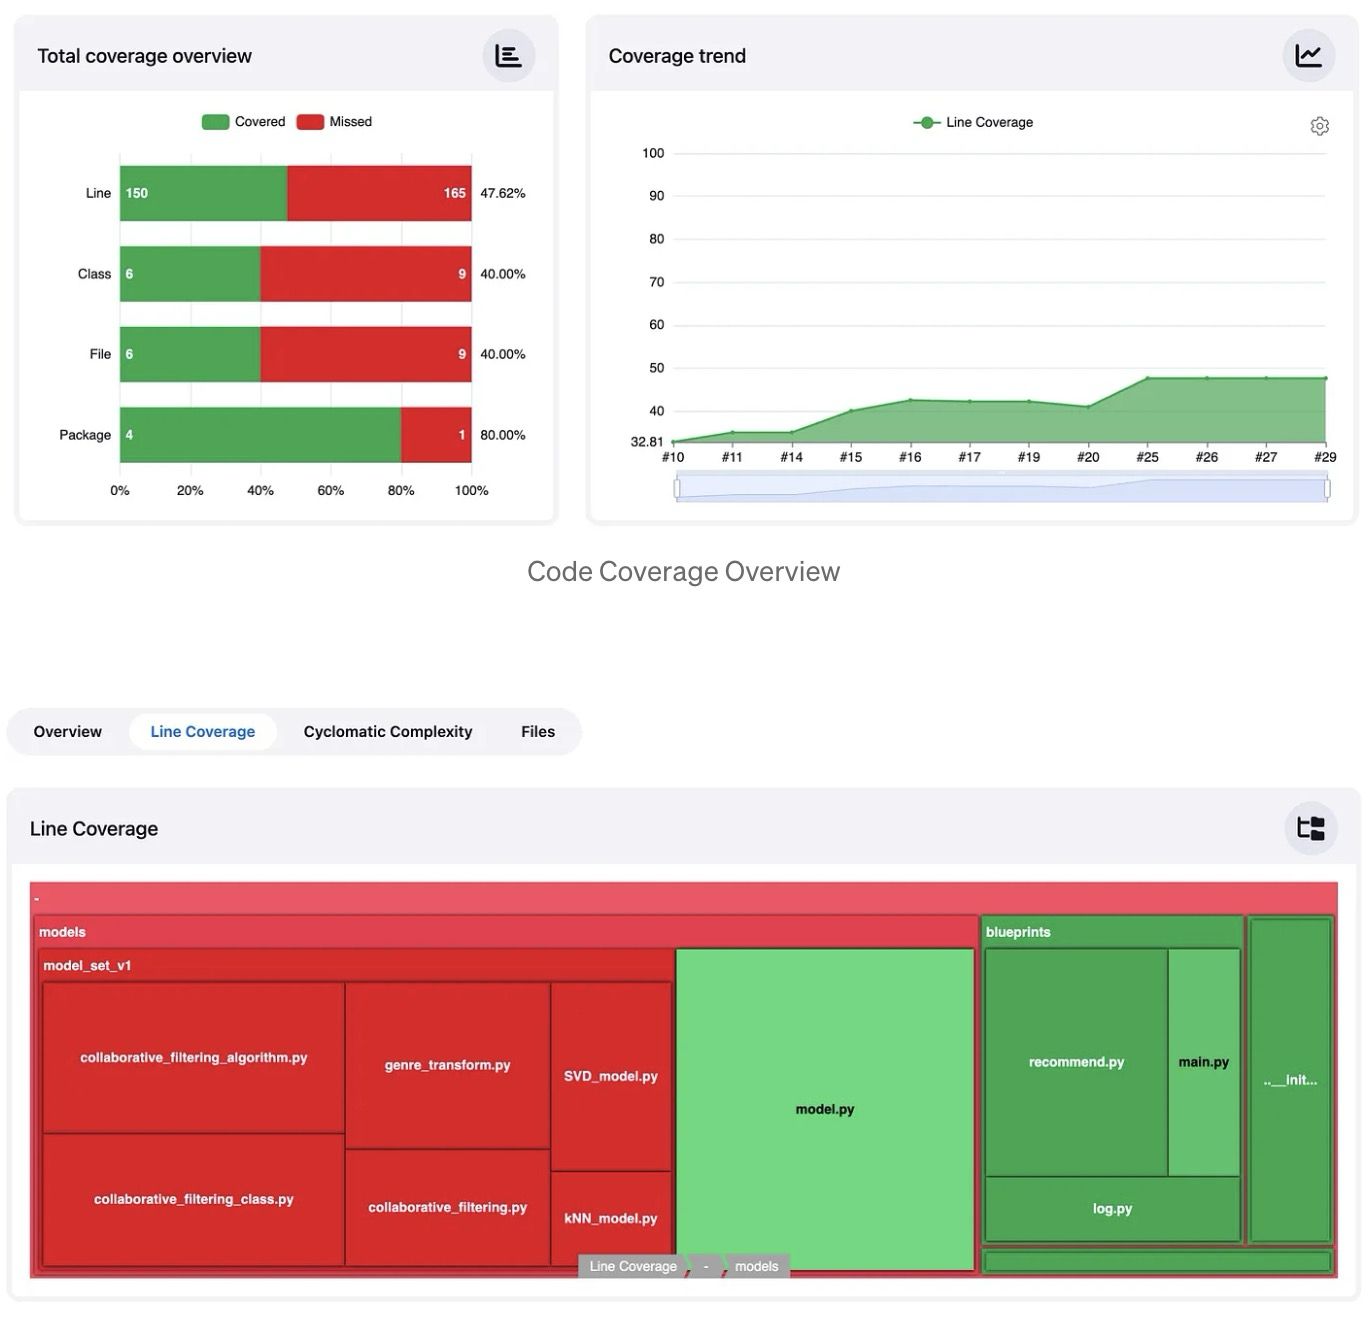 Total coverage overview
Covered Missed
Line 150 165 47.62%
Class 6 9 40.00%
File 6 9 40.00%
Package 4 1 80.00%
0% 20% 40% 60% 80% 100%
Coverage trend
Line Coverage
100
90
80
70
60
50
40
32.81
#10 #11 #14 #15 #16 #17 #19 #20 #25 #26 #27 #29
Code Coverage Overview
Overview Line Coverage Cyclomatic Complexity Files
Line Coverage
-
models
model_set_v1
collaborative_filtering_algorithm.py
collaborative_filtering_class.py
genre_transform.py
collaborative_filtering.py
SVD_model.py
kNN_model.py
model.py
blueprints
recommend.py
main.py
log.py
..__init...
Line Coverage - models